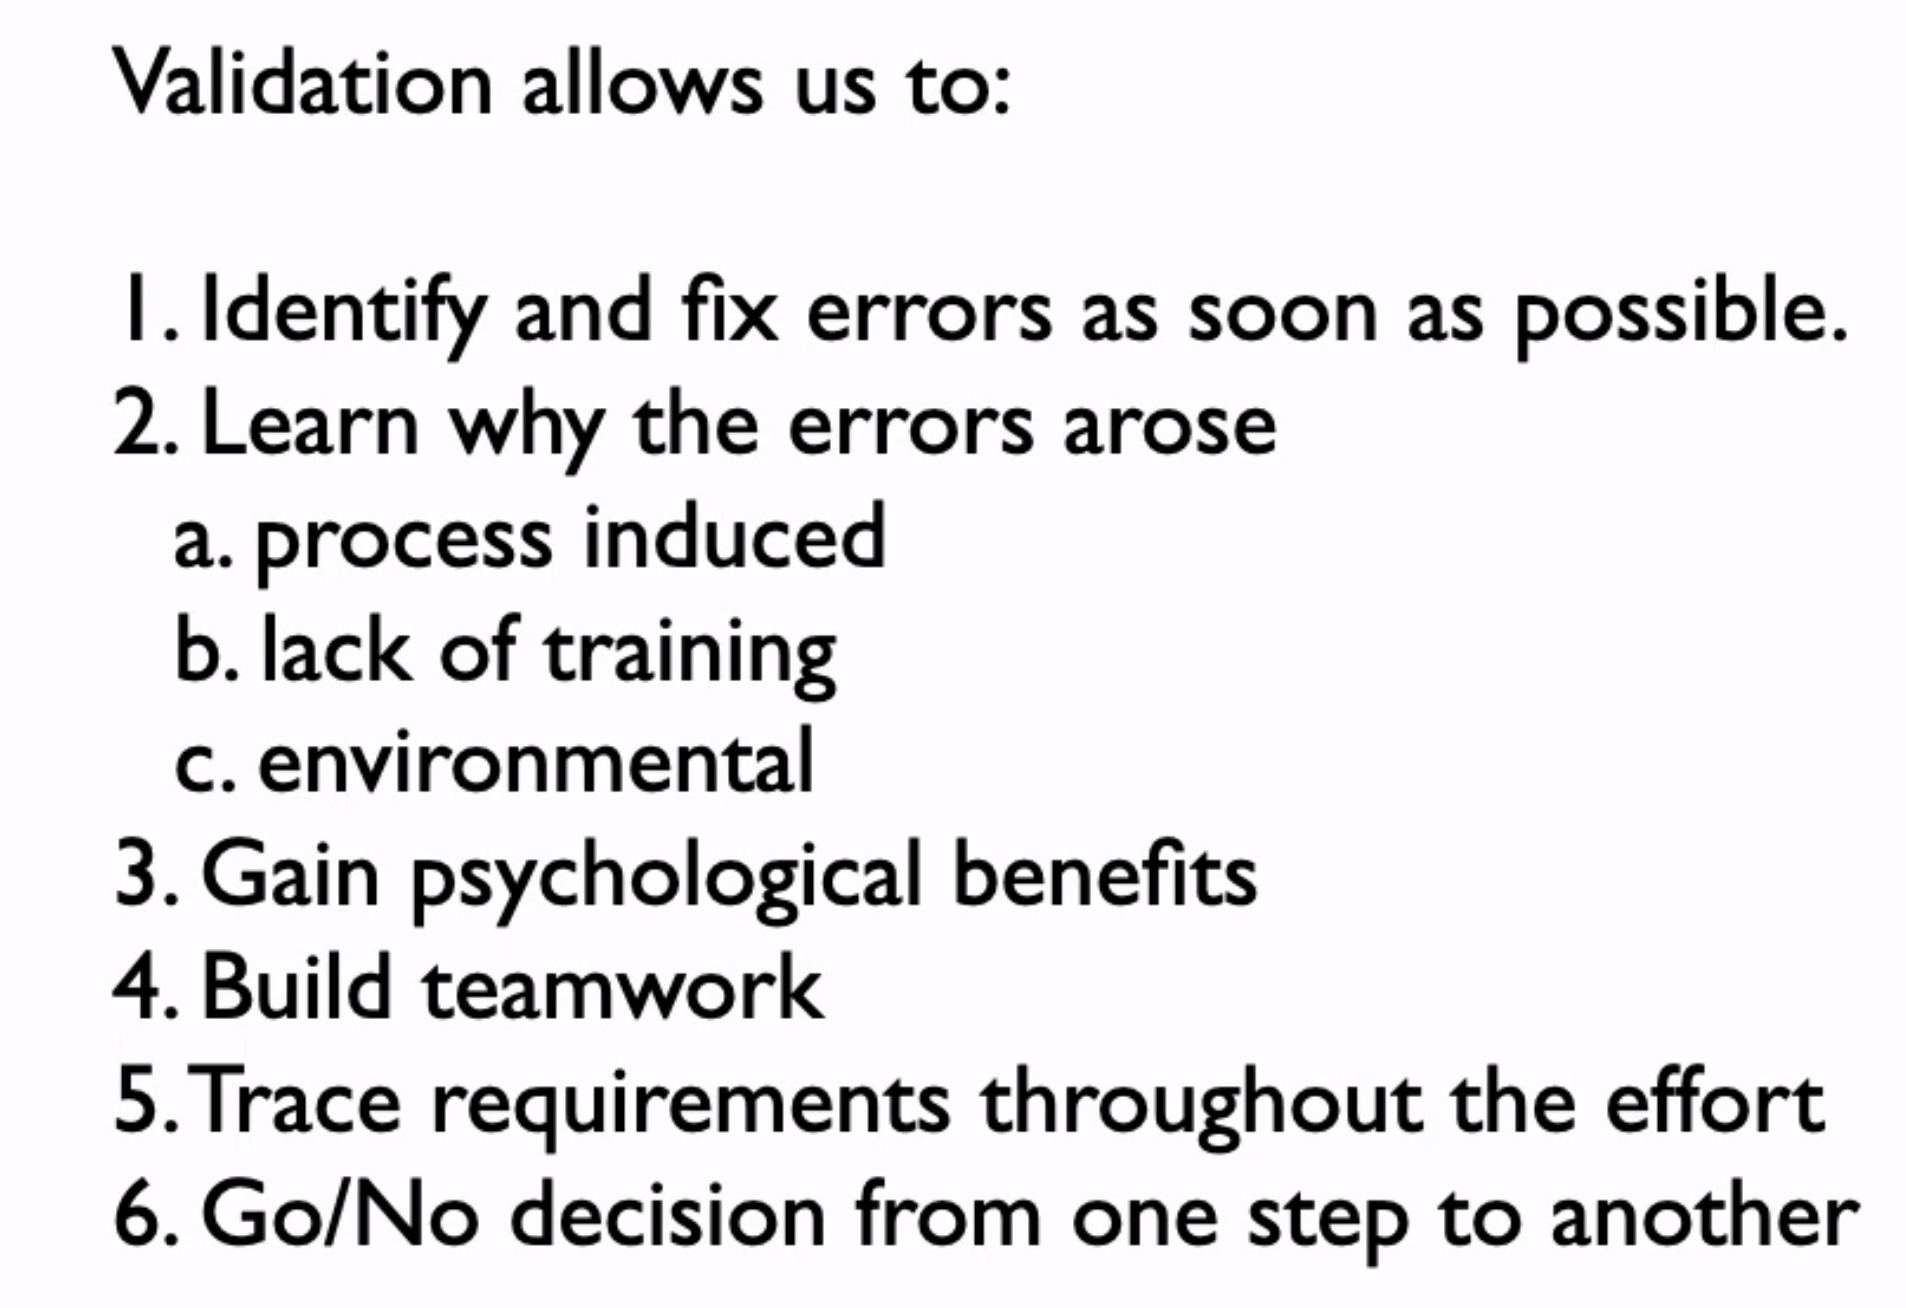 Validation allows us to:
1. Identify and fix errors as soon as possible.
2. Learn why the errors arose
a. process induced
b. lack of training
c. environmental
3. Gain psychological benefits
4. Build teamwork
5. Trace requirements throughout the effort
6. Go/No decision from one step to another